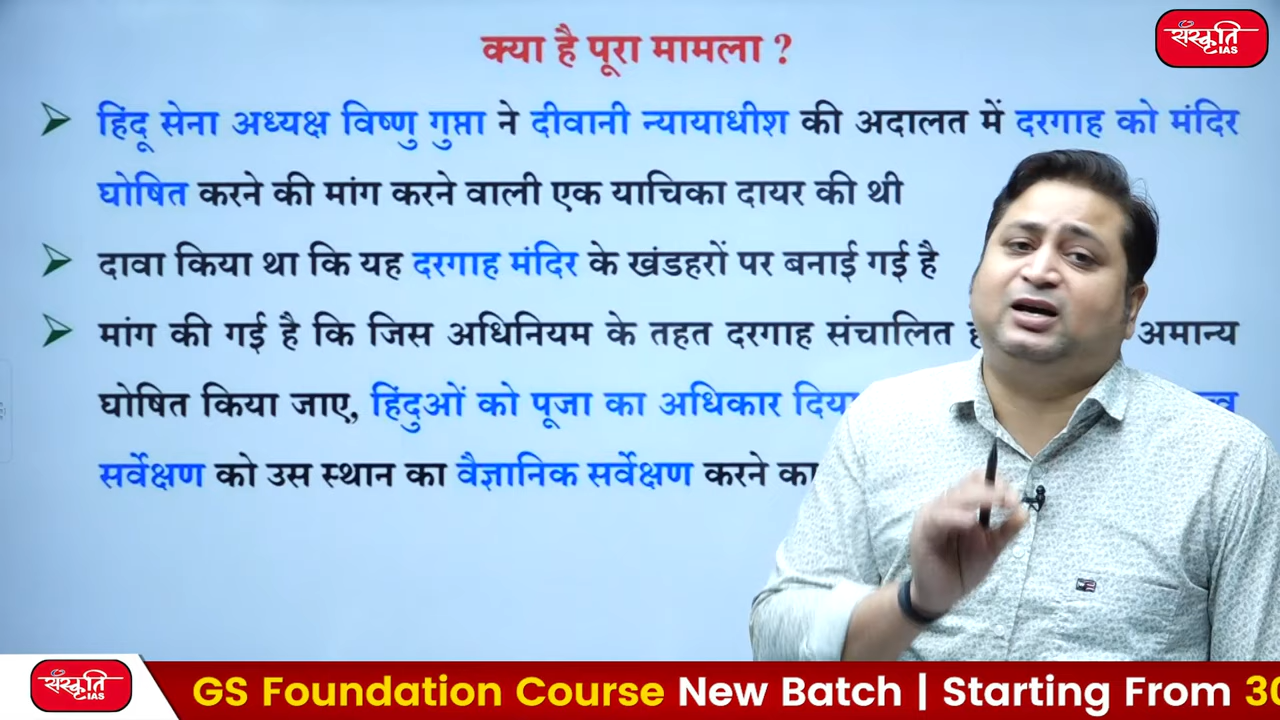 क्या है पूरा मामला ?
संस्कृति
IAS
हिंदू सेना अध्यक्ष विष्णु गुप्ता ने दीवानी न्यायाधीश की अदालत में दरगाह को मंदिर
घोषित करने की मांग करने वाली एक याचिका दायर की थी
दावा किया था कि यह दरगाह मंदिर के खंडहरों पर बनाई गई है
मांग की गई है कि जिस अधिनियम के तहत दरगाह संचालित अमान्य
घोषित किया जाए, हिंदुओं को पूजा का अधिकार
सर्वेक्षण को उस स्थान का वैज्ञानिक सर्वेक्षण करने का
संस्कृति
IAS
GS Foundation Course New Batch | Starting From